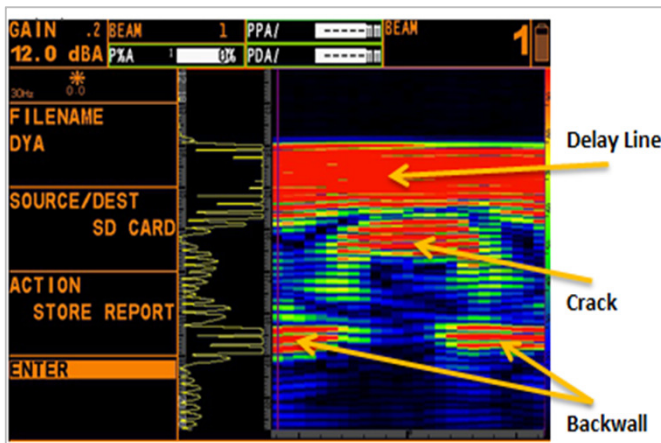 GAIN .2 BEAM 1 PPA/ -----mm BEAM 1
12.0 dBA P%A 1 0% PDA/ -----mm
30Hz 0.0
FILENAME
DYA
SOURCE/DEST
SD CARD
ACTION
STORE REPORT
ENTER
Delay Line
Crack
Backwall